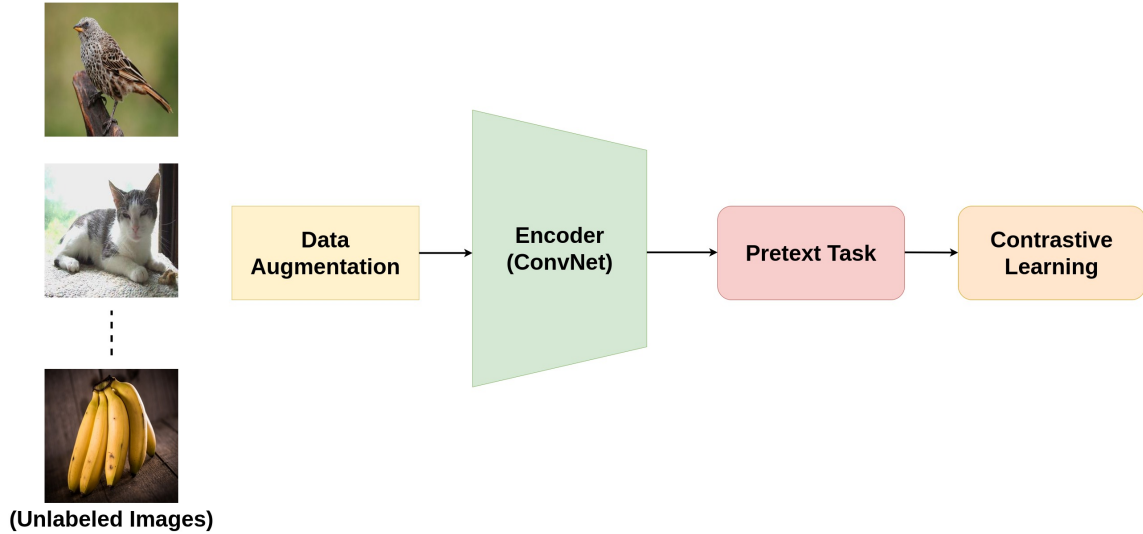 Data
Augmentation
Encoder
(ConvNet)
Pretext Task
Contrastive
Learning
(Unlabeled Images)